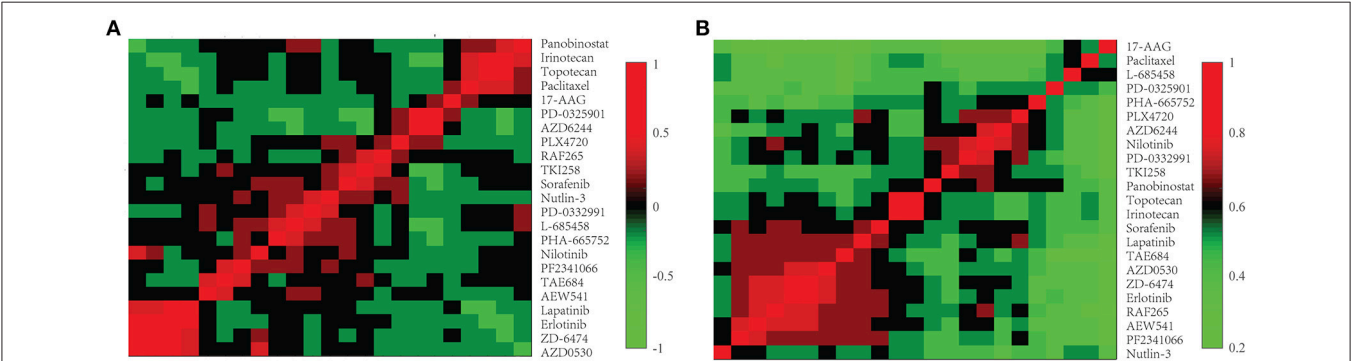 A
Panobinostat
Irinotecan
Topotecan
Paclitaxel
17-AAG
PD-0325901
AZD6244
PLX4720
RAF265
TKI258
Sorafenib
Nutlin-3
PD-0332991
L-685458
PHA-665752
Nilotinib
PF2341066
TAE684
AEW541
Lapatinib
Erlotinib
ZD-6474
AZD0530
1
0.5
0
-0.5
-1
B
17-AAG
Paclitaxel
L-685458
PD-0325901
PHA-665752
PLX4720
AZD6244
Nilotinib
PD-0332991
TKI258
Panobinostat
Topotecan
Irinotecan
Sorafenib
Lapatinib
TAE684
AZD0530
ZD-6474
Erlotinib
RAF265
AEW541
PF2341066
Nutlin-3
1
0.8
0.6
0.4
0.2